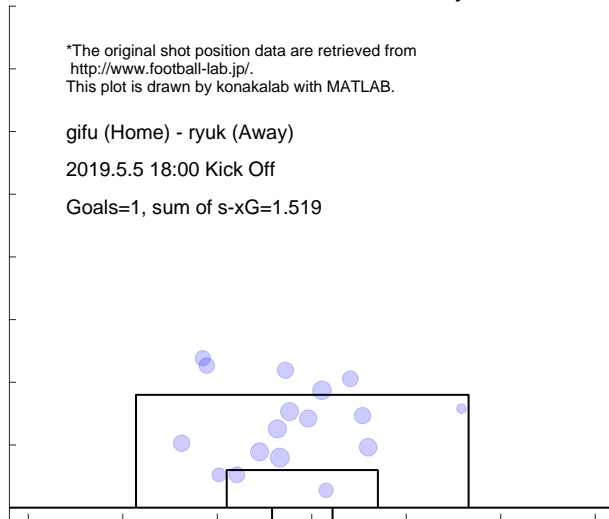 *The original shot position data are retrieved from
http://www.football-lab.jp/.
This plot is drawn by konakalab with MATLAB.
gifu (Home) - ryuk (Away)
2019.5.5 18:00 Kick Off
Goals=1, sum of s-xG=1.519